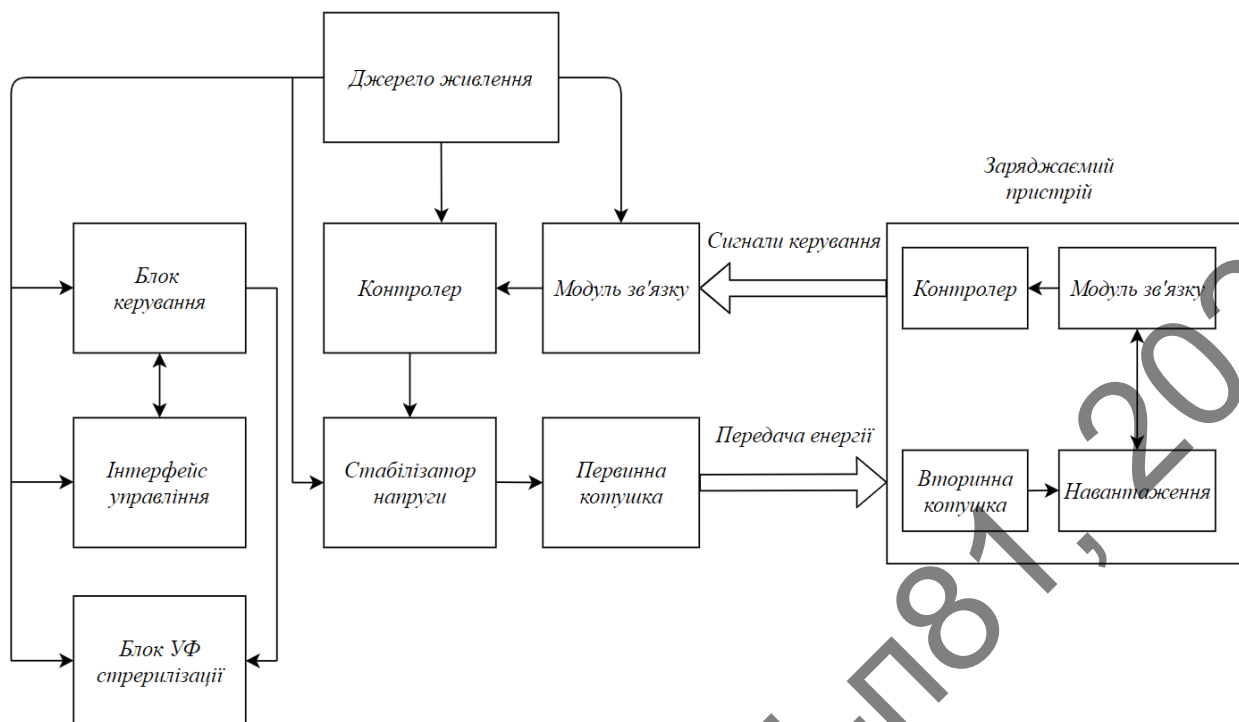 Джерело живлення
Заряджаємий
пристрій
Блок
керування
Контролер
Модуль зв'язку
Сигнали керування
Контролер
Модуль зв'язку
Інтерфейс
управління
Стабілізатор
напруги
Первинна
котушка
Передача енергії
Вторинна
котушка
Навантаження
Блок УФ
стрерилізації